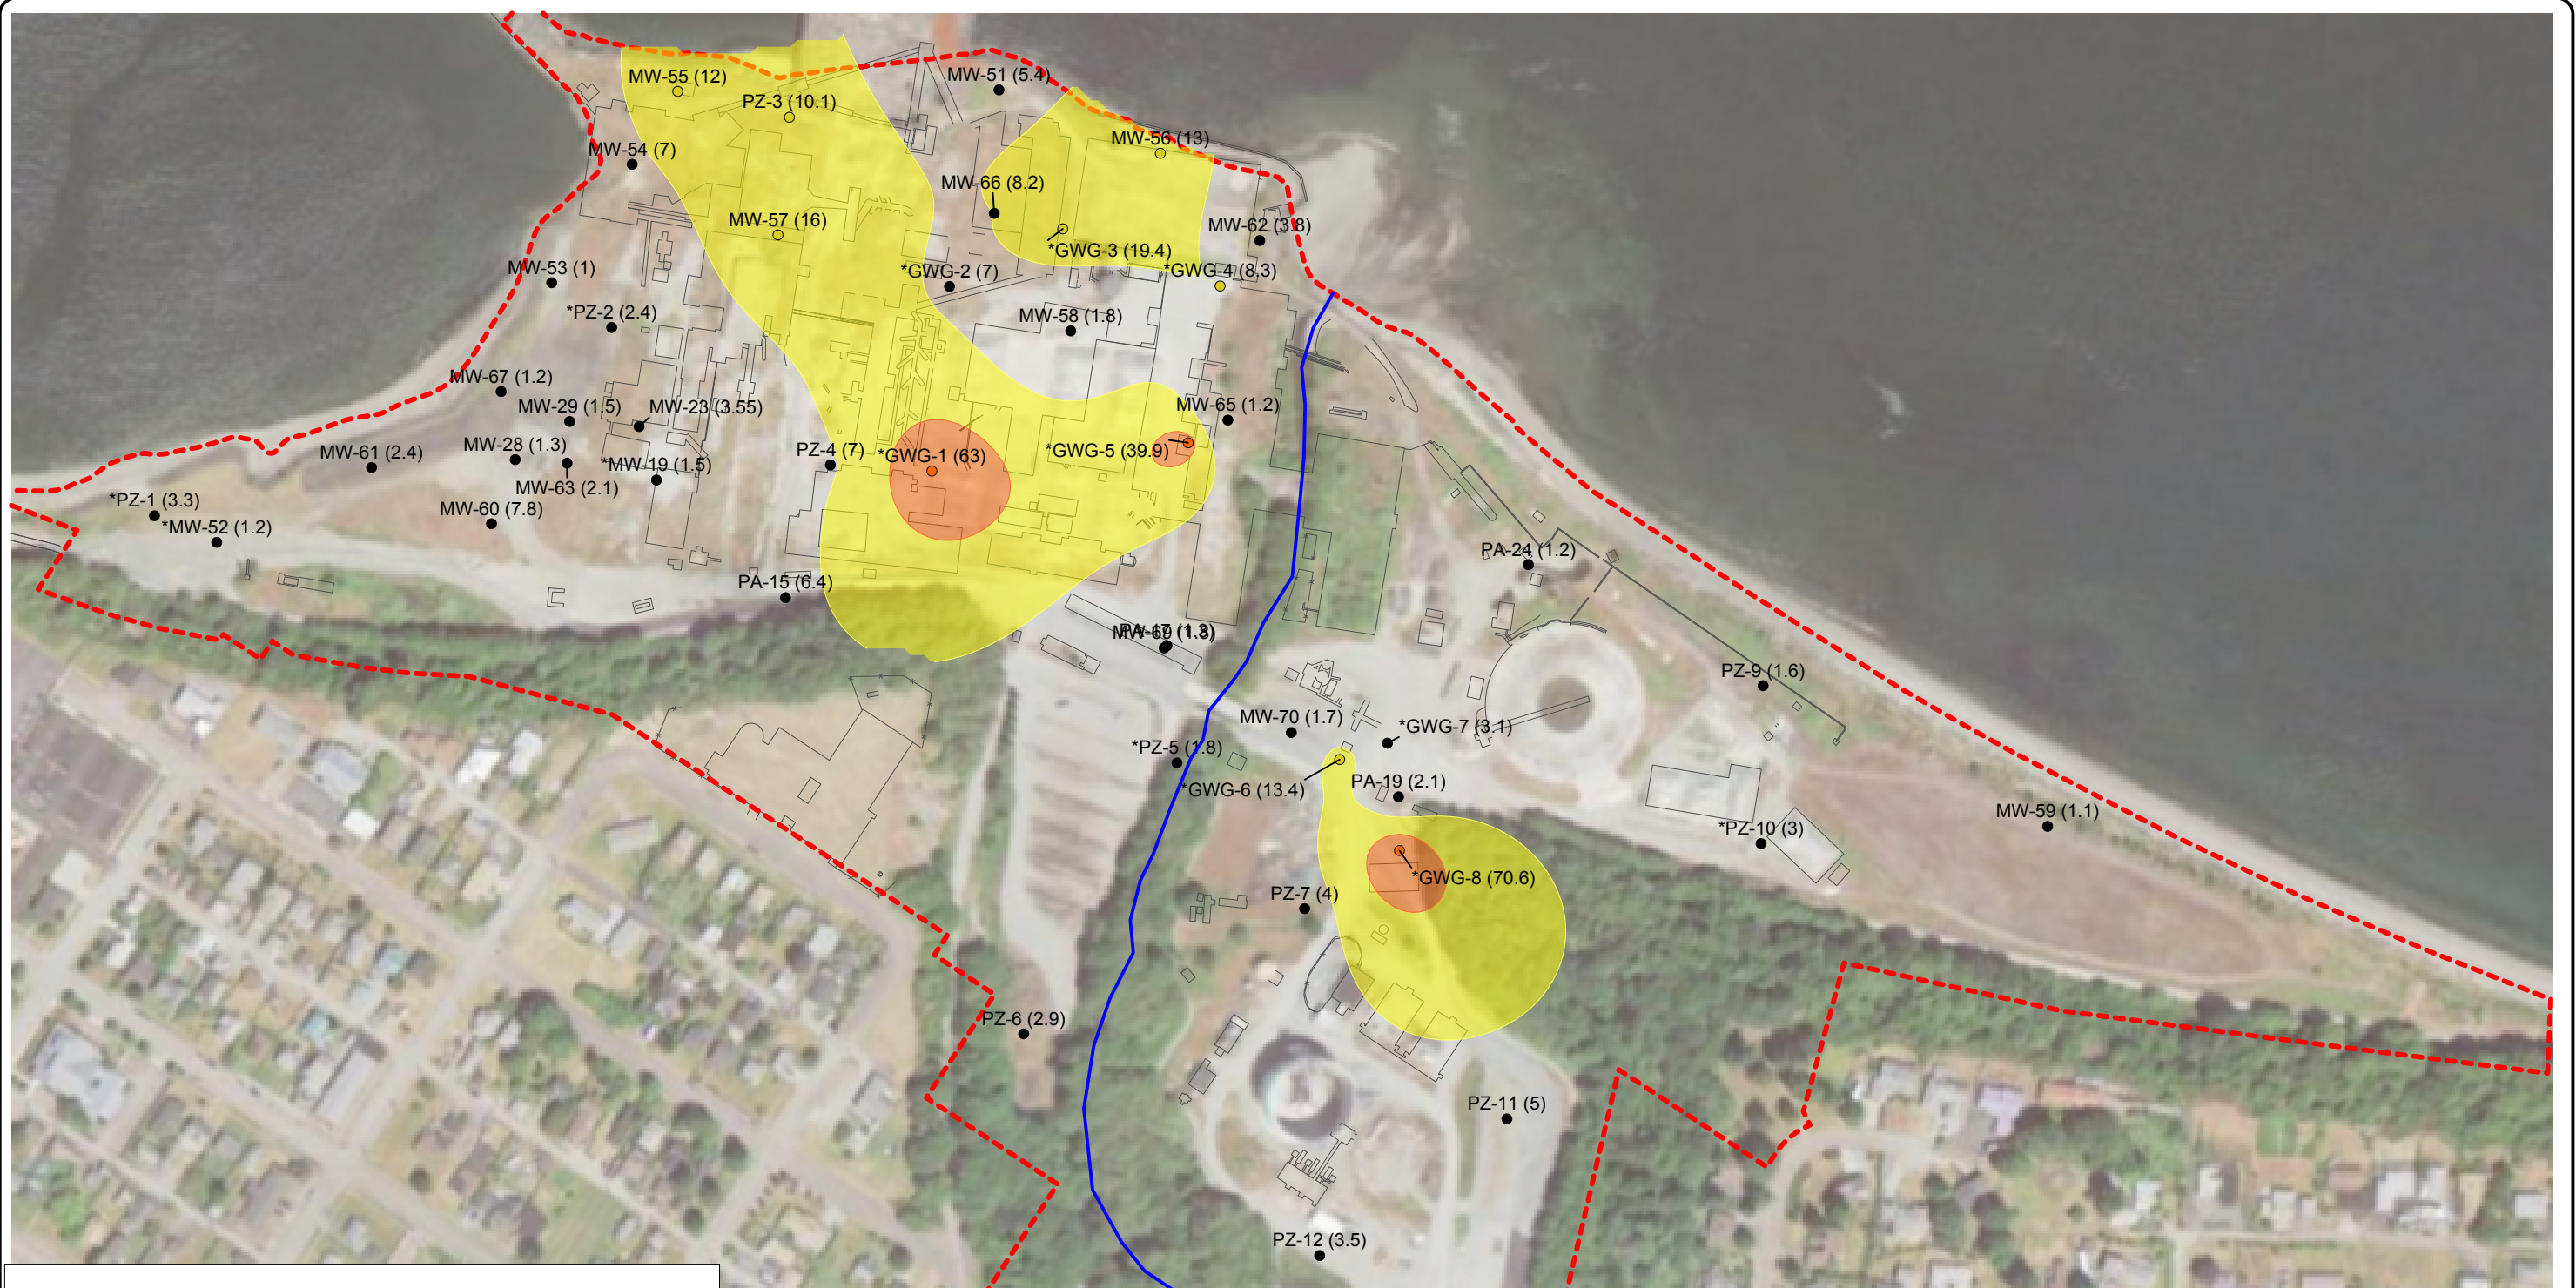 MW-55 (12)
MW-51 (5.4)
PZ-3 (10.1)
MW-56 (13)
MW-54 (7)
MW-66 (8.2)
MW-57 (16)
MW-62 (3.8)
*GWG-3 (19.4)
MW-53 (1)
*GWG-2 (7)
*GWG-4 (8.3)
*PZ-2 (2.4)
MW-58 (1.8)
MW-67 (1.2)
MW-29 (1.5)
MW-23 (3.55)
MW-65 (1.2)
MW-61 (2.4)
MW-28 (1.3)
*MW-19 (1.5)
PZ-4 (7)
*GWG-1 (63)
*GWG-5 (39.9)
MW-63 (2.1)
*PZ-1 (3.3)
MW-60 (7.8)
*MW-52 (1.2)
PA-24 (1.2)
PA-15 (6.4)
PZ-9 (1.6)
MW-70 (1.7)
*GWG-7 (3.1)
*PZ-5 (1.8)
*GWG-6 (13.4)
PA-19 (2.1)
MW-59 (1.1)
*PZ-10 (3)
*GWG-8 (70.6)
PZ-7 (4)
PZ-6 (2.9)
PZ-11 (5)
PZ-12 (3.5)